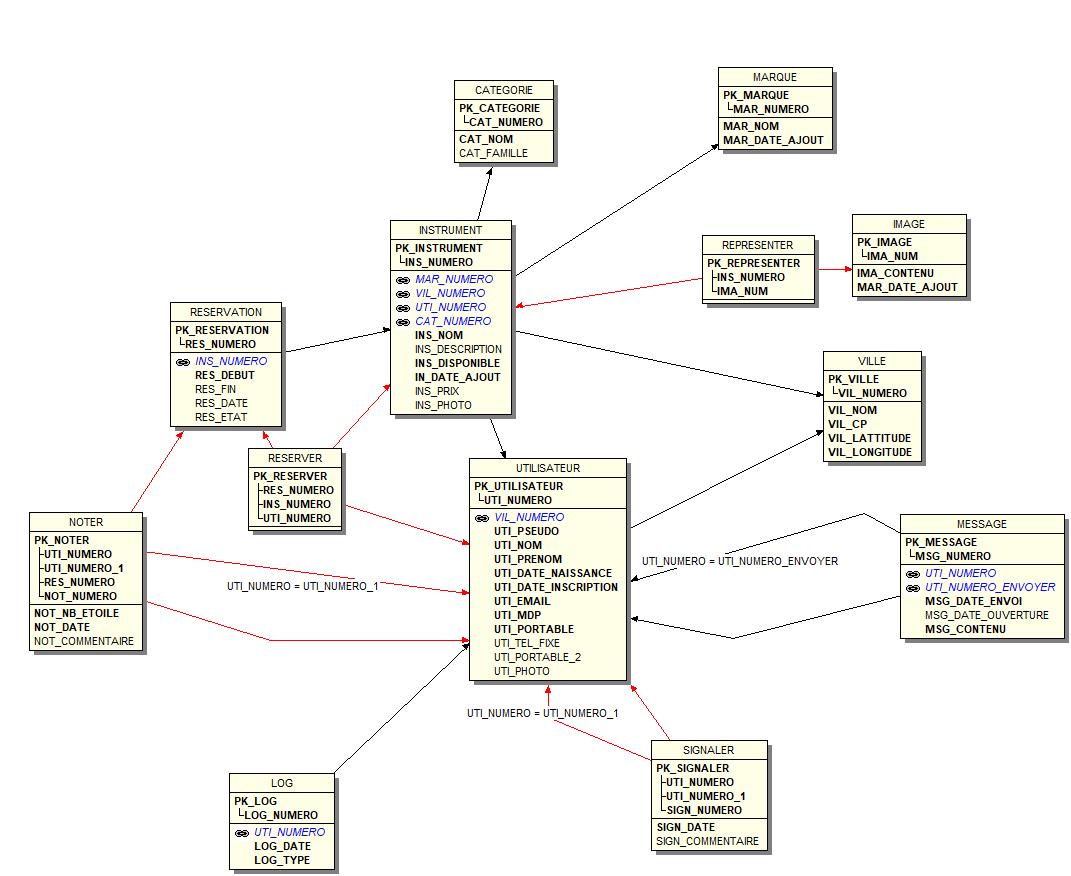 CATEGORIE
PK_CATEGORIE
CAT_NUMERO
CAT_NOM
CAT_FAMILLE
MARQUE
PK_MARQUE
MAR_NUMERO
MAR_NOM
MAR_DATE_AJOUT
INSTRUMENT
PK_INSTRUMENT
INS_NUMERO
MAR_NUMERO
VIL_NUMERO
UTI_NUMERO
CAT_NUMERO
INS_NOM
INS_DESCRIPTION
INS_DISPONIBLE
IN_DATE_AJOUT
INS_PRIX
INS_PHOTO
REPRESENTER
PK_REPRESENTER
INS_NUMERO
IMA_NUM
IMAGE
PK_IMAGE
IMA_NUM
IMA_CONTENU
MAR_DATE_AJOUT
RESERVATION
PK_RESERVATION
RES_NUMERO
INS_NUMERO
RES_DEBUT
RES_FIN
RES_DATE
RES_ETAT
VILLE
PK_VILLE
VIL_NUMERO
VIL_NOM
VIL_CP
VIL_LATTITUDE
VIL_LONGITUDE
RESERVER
PK_RESERVER
RES_NUMERO
INS_NUMERO
UTI_NUMERO
UTILISATEUR
PK_UTILISATEUR
UTI_NUMERO
VIL_NUMERO
UTI_PSEUDO
UTI_NOM
UTI_PRENOM
UTI_DATE_NAISSANCE
UTI_DATE_INSCRIPTION
UTI_EMAIL
UTI_MDP
UTI_PORTABLE
UTI_TEL_FIXE
UTI_PORTABLE_2
UTI_PHOTO
NOTER
PK_NOTER
UTI_NUMERO
UTI_NUMERO_1
RES_NUMERO
NOT_NUMERO
NOT_NB_ETOILE
NOT_DATE
NOT_COMMENTAIRE
UTI_NUMERO = UTI_NUMERO_1
UTI_NUMERO = UTI_NUMERO_ENVOYER
MESSAGE
PK_MESSAGE
MSG_NUMERO
UTI_NUMERO
UTI_NUMERO_ENVOYER
MSG_DATE_ENVOI
MSG_DATE_OUVERTURE
MSG_CONTENU
UTI_NUMERO = UTI_NUMERO_1
SIGNALER
PK_SIGNALER
UTI_NUMERO
UTI_NUMERO_1
SIGN_NUMERO
SIGN_DATE
SIGN_COMMENTAIRE
LOG
PK_LOG
LOG_NUMERO
UTI_NUMERO
LOG_DATE
LOG_TYPE